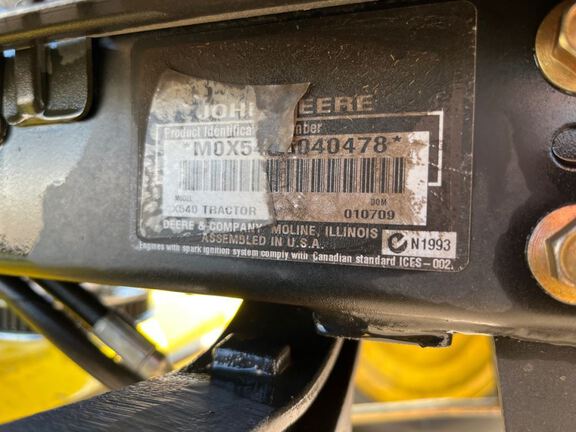 JOHN DEERE
Product Identification Number
*M0X54 040478*
MODEL DOM
X540 TRACTOR 010709
DEERE & COMPANY MOLINE, ILLINOIS
ASSEMBLED IN U.S.A.
N1993
Engines with spark ignition system comply with Canadian standard ICES-002.